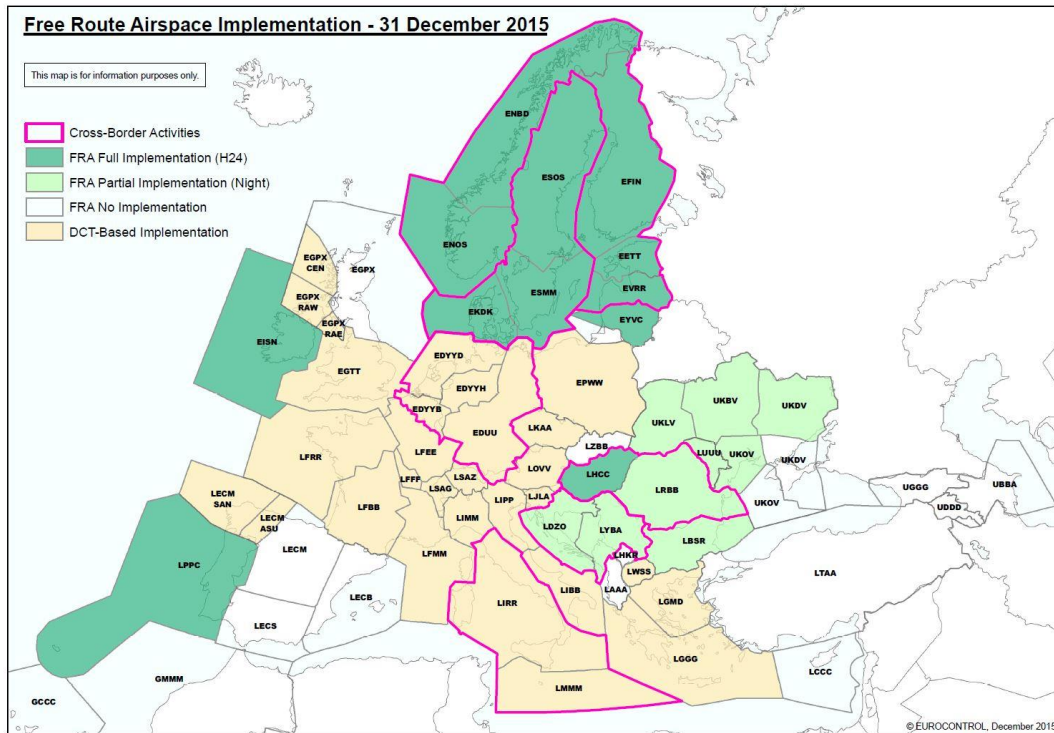 Free Route Airspace Implementation - 31 December 2015
This map is for information purposes only.
Cross-Border Activities
FRA Full Implementation (H24)
FRA Partial Implementation (Night)
FRA No Implementation
DCT-Based Implementation
ENBD
ESOS
EFIN
ENOS
EETT
ESMM
EVRR
EKDK
EYVC
EGPX
CEN
EGPX
EGPX
RAW
EGPX
RAE
EISN
EGTT
EDYYD
EDYYH
EDYYB
EPWW
UKBV
UKDV
UKLV
EDUU
LKAA
LZBB
LUUU
UKOV
UKDV
LFRR
LFEE
LOVV
LHCC
LRBB
UKOV
LFFF
LSAZ
LSAG
LIPP
LJLA
LECM
SAN
LECM
ASU
LFBB
LIMM
LDZO
LYBA
LBSR
UGGG
UBBA
UDDD
LPPC
LECM
LFMM
LHKR
LWSS
LAAA
LTAA
LECB
LIRR
LIBB
LGMD
LECS
LGGG
LCCC
GMMM
LMMM
GCCC
© EUROCONTROL, December 2015